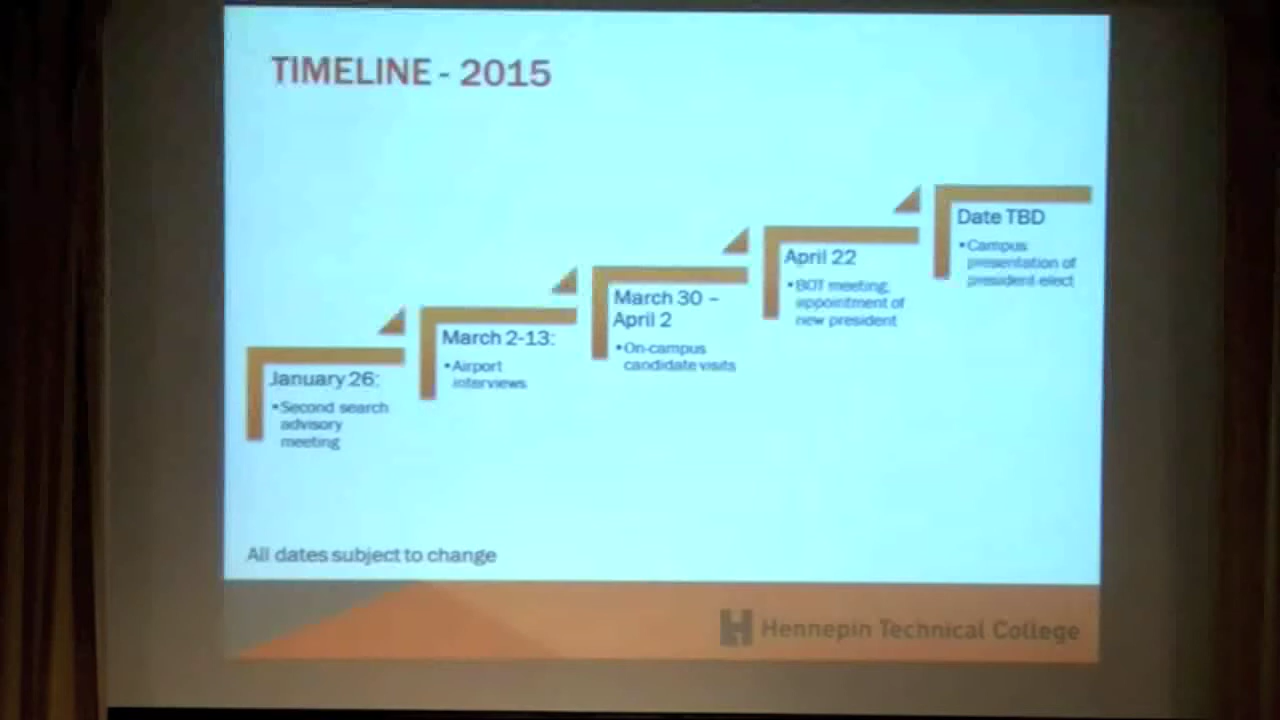 TIMELINE - 2015
January 26:
•Second search
advisory
meeting
March 2-13:
•Airport
interviews
March 30 –
April 2
•On-campus
candidate visits
April 22
•BOT meeting;
appointment of
new president
Date TBD
•Campus
presentation of
president elect
All dates subject to change
Hennepin Technical College